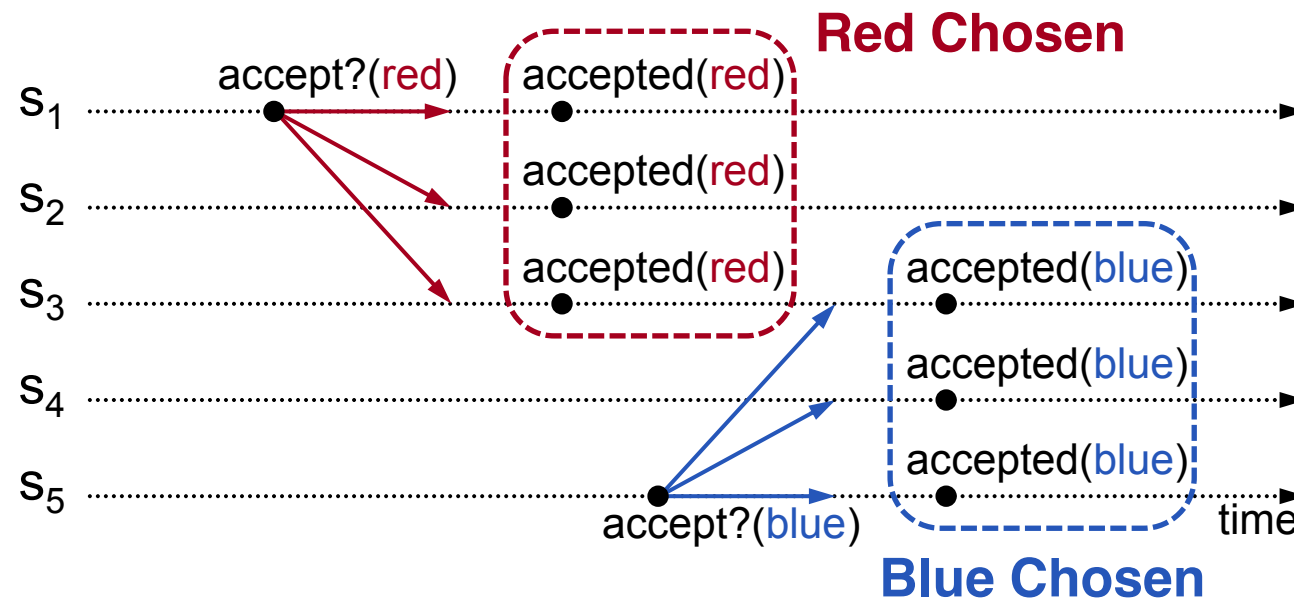 Red Chosen
accept?(red)
accepted(red)
S1
accepted(red)
S2
accepted(red)
accepted(blue)
S3
accepted(blue)
S4
accepted(blue)
S5
accept?(blue)
time
Blue Chosen